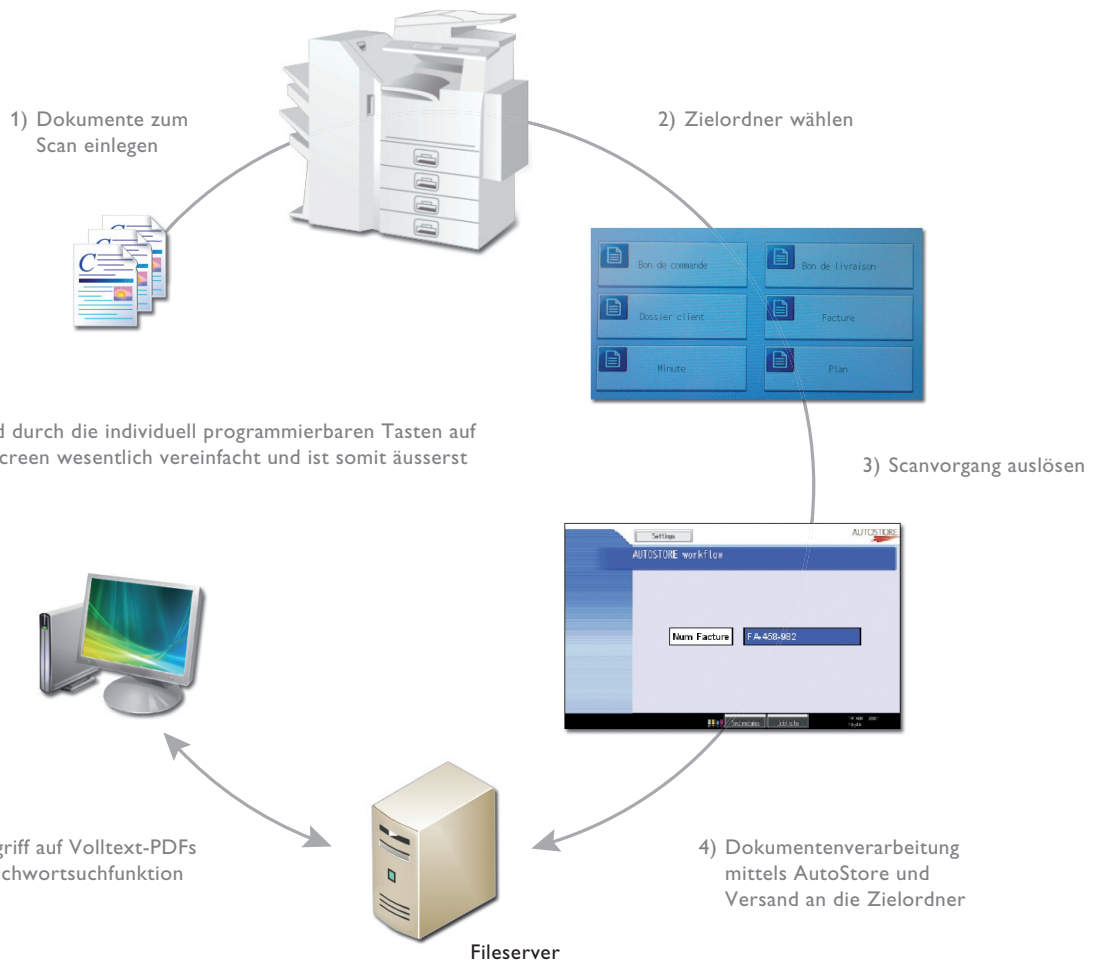 1) Dokumente zum
Scan einlegen
2) Zielordner wählen
Bon de commande
Bon de livraison
Dossier client
Facture
Minute
Plan
d durch die individuell programmierbaren Tasten auf
creen wesentlich vereinfacht und ist somit äusserst
3) Scanvorgang auslösen
Settings
AUTOSTORE
AUTOSTORE workflow
Num Facture
FA-458-982
griff auf Volltext-PDFs
chwortsuchfunktion
4) Dokumentenverarbeitung
mittels AutoStore und
Versand an die Zielordner
Fileserver